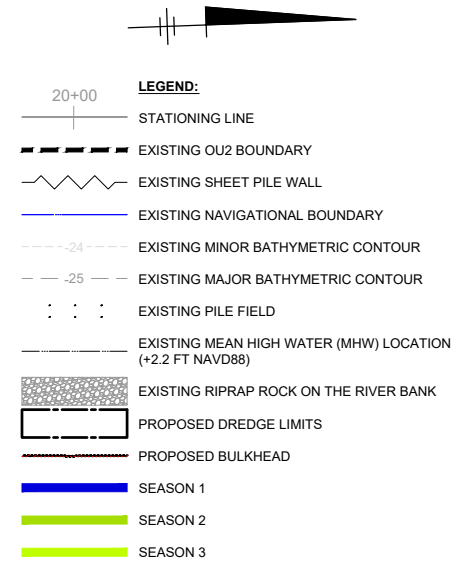 LEGEND:
20+00
STATIONING LINE
EXISTING OU2 BOUNDARY
EXISTING SHEET PILE WALL
EXISTING NAVIGATIONAL BOUNDARY
-24
EXISTING MINOR BATHYMETRIC CONTOUR
-25
EXISTING MAJOR BATHYMETRIC CONTOUR
EXISTING PILE FIELD
EXISTING MEAN HIGH WATER (MHW) LOCATION
(+2.2 FT NAVD88)
EXISTING RIPRAP ROCK ON THE RIVER BANK
PROPOSED DREDGE LIMITS
PROPOSED BULKHEAD
SEASON 1
SEASON 2
SEASON 3